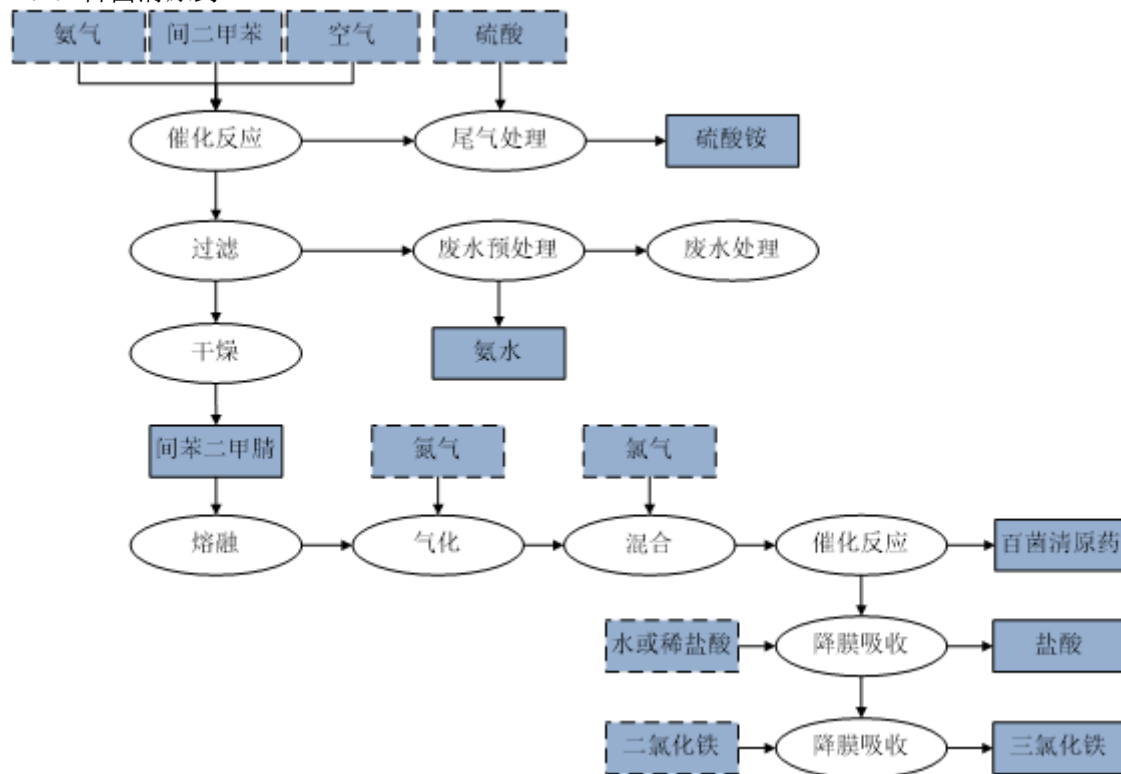 氨气
间二甲苯
空气
硫酸
催化反应
尾气处理
硫酸铵
过滤
废水预处理
废水处理
干燥
氨水
间苯二甲腈
氮气
氯气
熔融
气化
混合
催化反应
百菌清原药
水或稀盐酸
降膜吸收
盐酸
二氯化铁
降膜吸收
三氯化铁